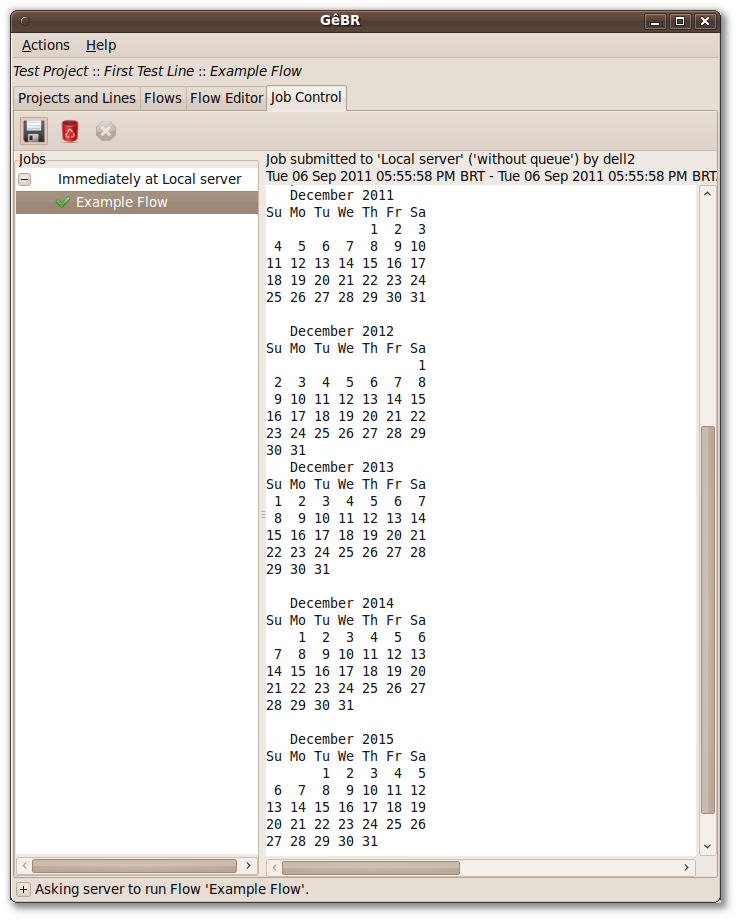 GêBR
Actions Help
Test Project :: First Test Line :: Example Flow
Projects and Lines Flows Flow Editor Job Control
Jobs
Immediately at Local server
Example Flow
Job submitted to 'Local server' ('without queue') by dell2
Tue 06 Sep 2011 05:55:58 PM BRT - Tue 06 Sep 2011 05:55:58 PM BRT
December 2011
Su Mo Tu We Th Fr Sa
1 2 3
4 5 6 7 8 9 10
11 12 13 14 15 16 17
18 19 20 21 22 23 24
25 26 27 28 29 30 31
December 2012
Su Mo Tu We Th Fr Sa
1
2 3 4 5 6 7 8
9 10 11 12 13 14 15
16 17 18 19 20 21 22
23 24 25 26 27 28 29
30 31
December 2013
Su Mo Tu We Th Fr Sa
1 2 3 4 5 6 7
8 9 10 11 12 13 14
15 16 17 18 19 20 21
22 23 24 25 26 27 28
29 30 31
December 2014
Su Mo Tu We Th Fr Sa
1 2 3 4 5 6
7 8 9 10 11 12 13
14 15 16 17 18 19 20
21 22 23 24 25 26 27
28 29 30 31
December 2015
Su Mo Tu We Th Fr Sa
1 2 3 4 5
6 7 8 9 10 11 12
13 14 15 16 17 18 19
20 21 22 23 24 25 26
27 28 29 30 31
Asking server to run Flow 'Example Flow'.